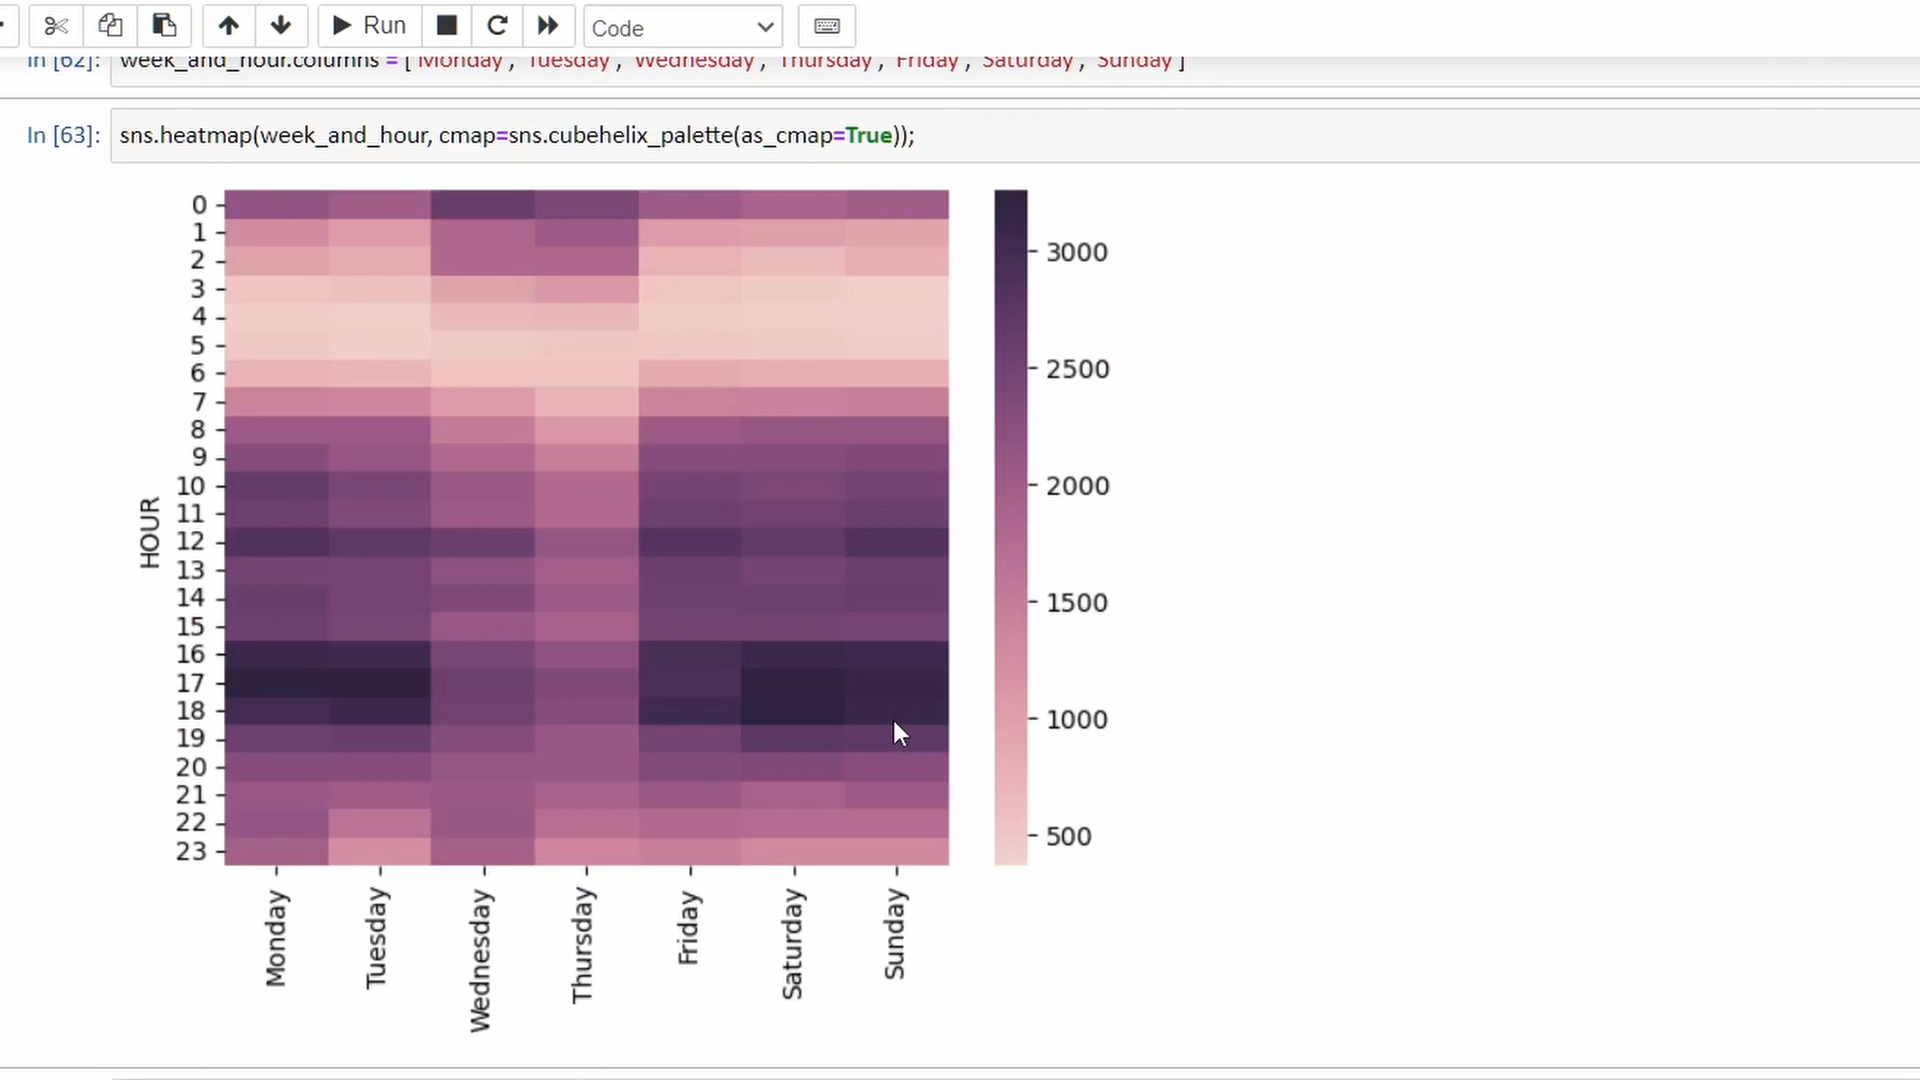 Run
Code
In [62]: week_and_hour.columns = ['Monday', 'Tuesday', 'Wednesday', 'Thursday', 'Friday', 'Saturday', 'Sunday']
In [63]: sns.heatmap(week_and_hour, cmap=sns.cubehelix_palette(as_cmap=True));
HOUR
0
1
2
3
4
5
6
7
8
9
10
11
12
13
14
15
16
17
18
19
20
21
22
23
Monday
Tuesday
Wednesday
Thursday
Friday
Saturday
Sunday
3000
2500
2000
1500
1000
500